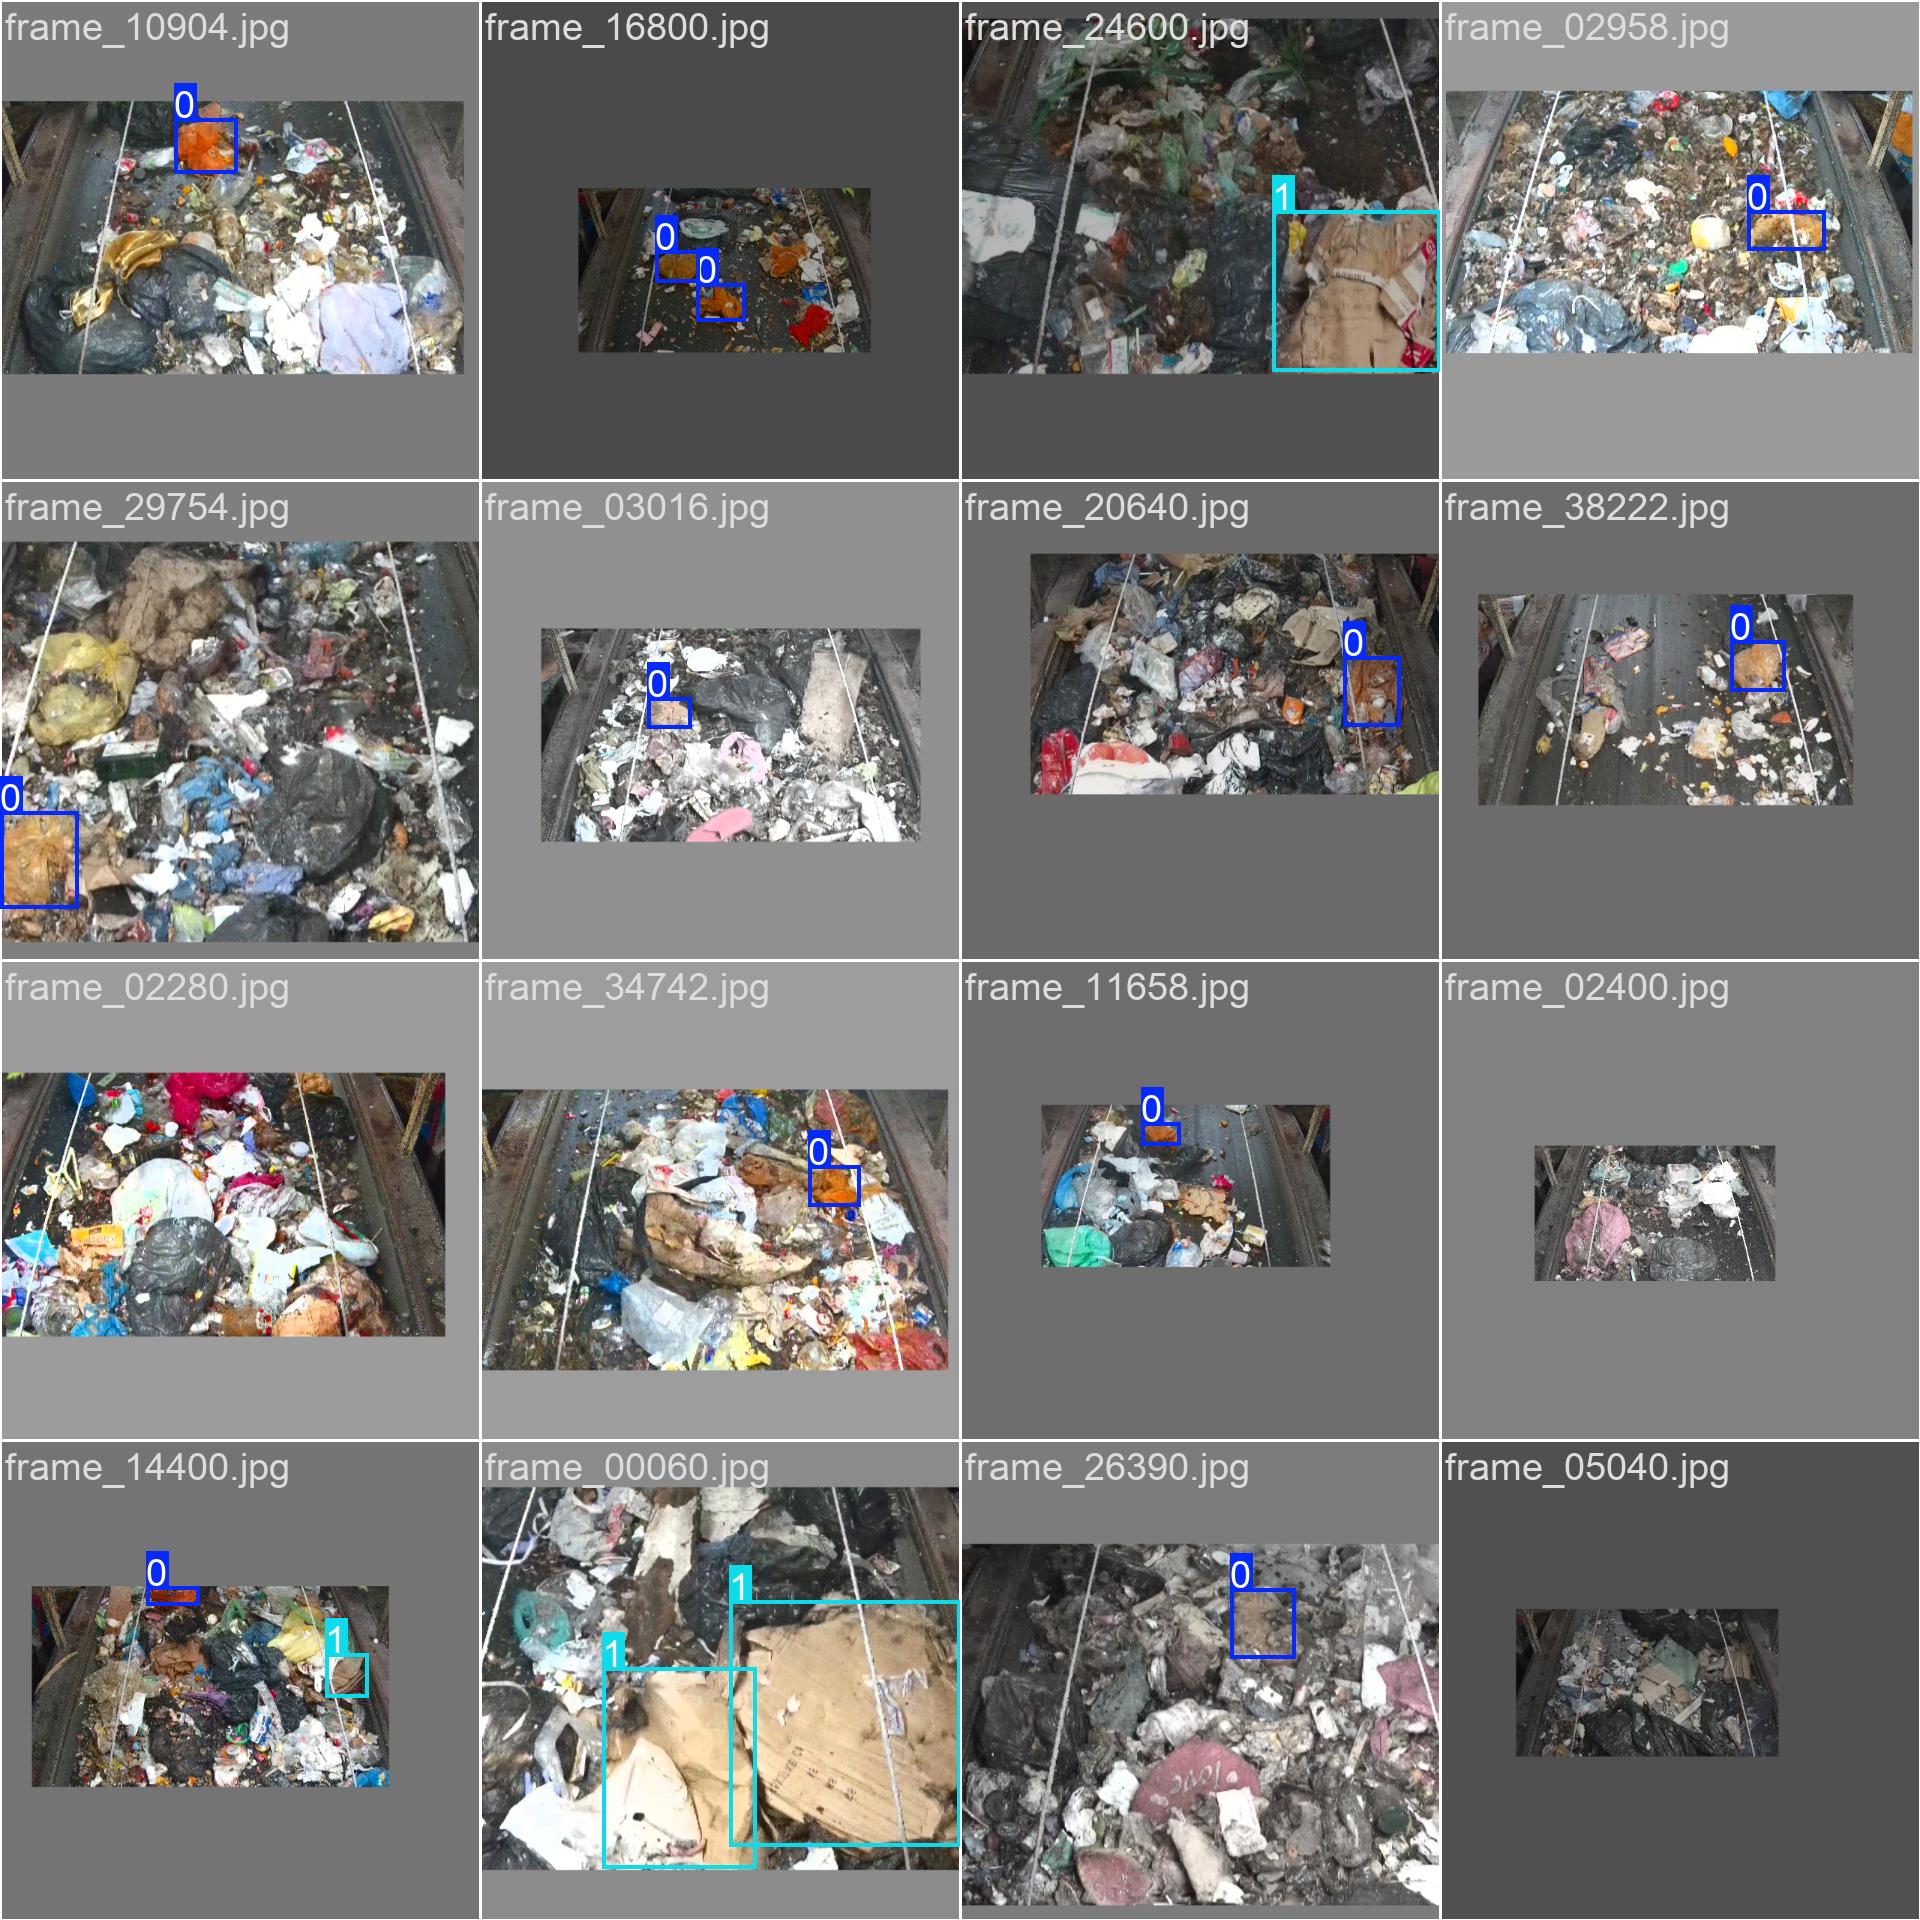 frame_10904.jpg
frame_16800.jpg
frame_24600.jpg
frame_02958.jpg
0
0
0
1
0
frame_29754.jpg
frame_03016.jpg
frame_20640.jpg
frame_38222.jpg
0
0
0
0
frame_02280.jpg
frame_34742.jpg
frame_11658.jpg
frame_02400.jpg
0
0
frame_14400.jpg
frame_00060.jpg
frame_26390.jpg
frame_05040.jpg
0
1
1
1
0
love